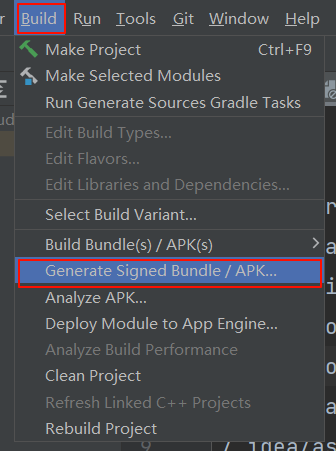 r Build Run Tools Git Window Help
Make Project Ctrl+F9
Make Selected Modules
Run Generate Sources Gradle Tasks
Edit Build Types...
Edit Flavors...
Edit Libraries and Dependencies...
Select Build Variant...
Build Bundle(s) / APK(s)
Generate Signed Bundle / APK...
Analyze APK...
Deploy Module to App Engine...
Analyze Build Performance
Clean Project
Refresh Linked C++ Projects
Rebuild Project
9
/.idea/as